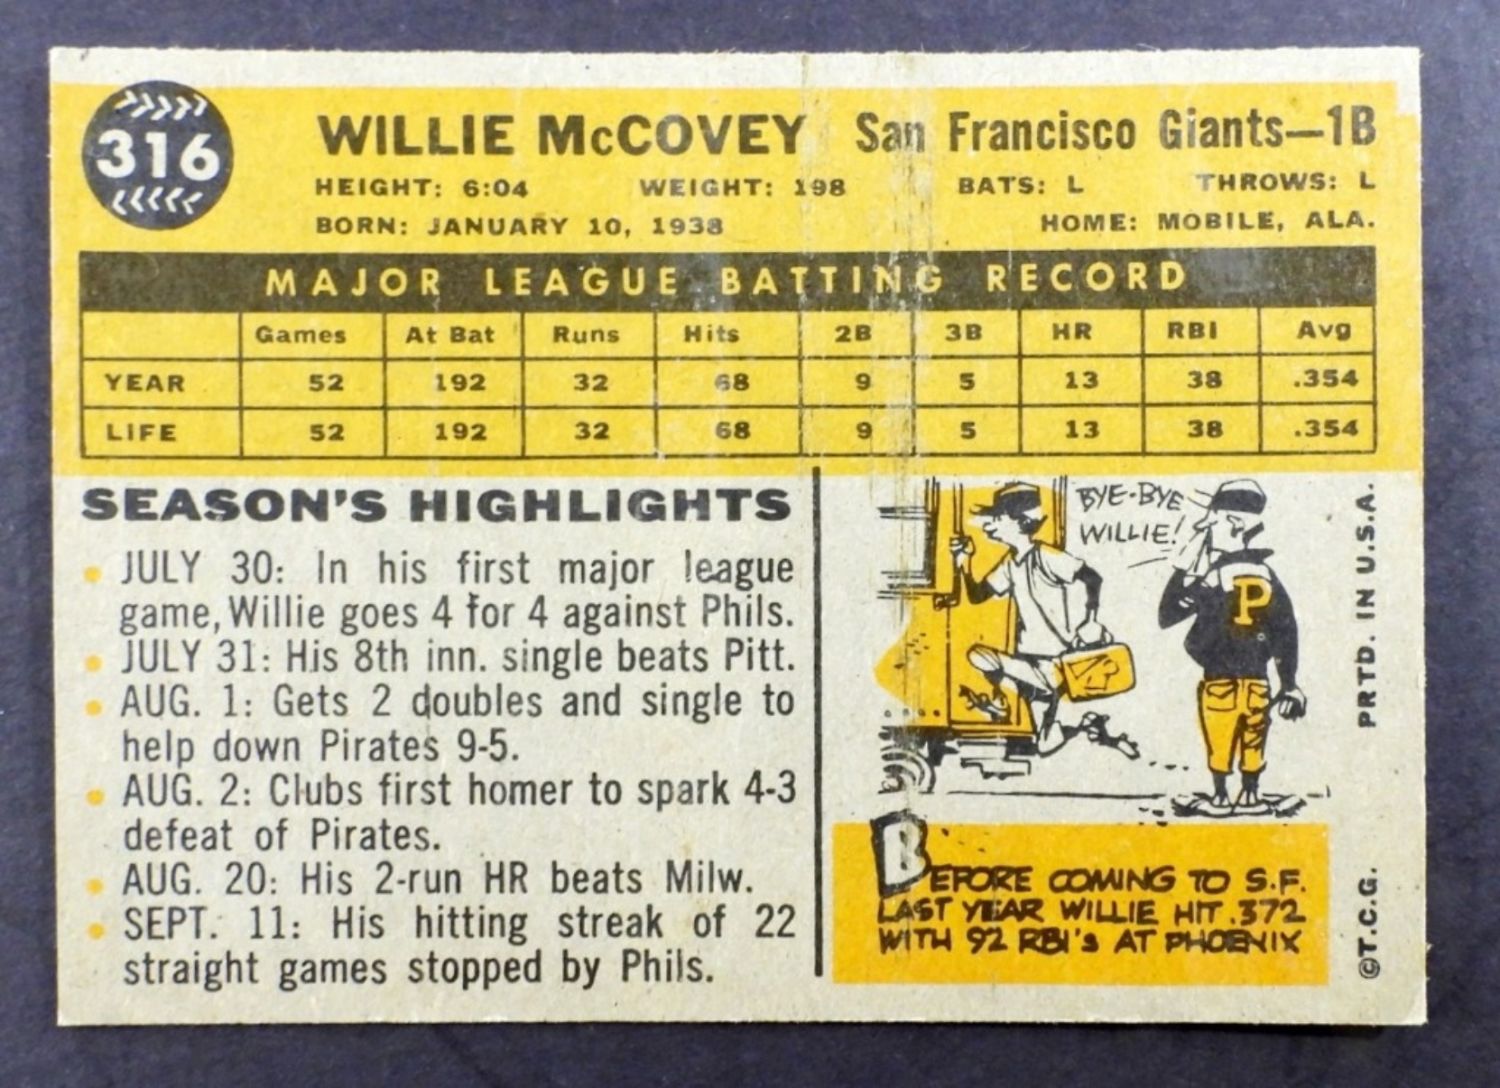 316
WILLIE McCOVEY San Francisco Giants—1B
HEIGHT: 6:04 WEIGHT: 198 BATS: L THROWS: L
BORN: JANUARY 10, 1938 HOME: MOBILE, ALA.
MAJOR LEAGUE BATTING RECORD
Games At Bat Runs Hits 2B 3B HR RBI Avg
YEAR 52 192 32 68 9 5 13 38 .354
LIFE 52 192 32 68 9 5 13 38 .354
SEASON'S HIGHLIGHTS
• JULY 30: In his first major league
game, Willie goes 4 for 4 against Phils.
• JULY 31: His 8th inn. single beats Pitt.
• AUG. 1: Gets 2 doubles and single to
help down Pirates 9-5.
• AUG. 2: Clubs first homer to spark 4-3
defeat of Pirates.
• AUG. 20: His 2-run HR beats Milw.
• SEPT. 11: His hitting streak of 22
straight games stopped by Phils.
BYE-BYE
WILLIE!
P
BEFORE COMING TO S.F.
LAST YEAR WILLIE HIT .372
WITH 92 RBI's AT PHOENIX
©T.C.G. PRTD. IN U.S.A.